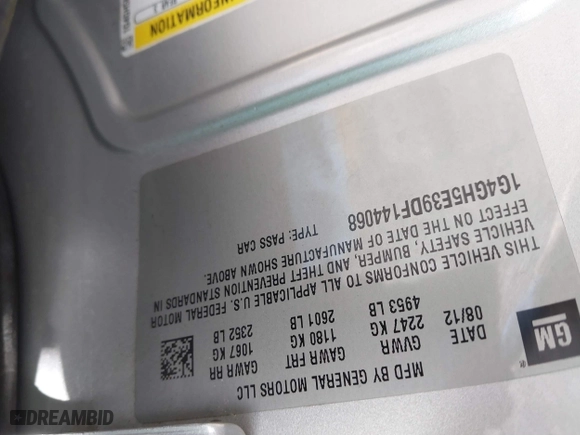 GM
MFD BY GENERAL MOTORS LLC
DATE GVWR GAWR FRT GAWR RR
08/12 2247 KG 1180 KG 1067 KG
4953 LB 2601 LB 2352 LB
THIS VEHICLE CONFORMS TO ALL APPLICABLE U.S. FEDERAL MOTOR
VEHICLE SAFETY, BUMPER, AND THEFT PREVENTION STANDARDS IN
EFFECT ON THE DATE OF MANUFACTURE SHOWN ABOVE.
1G4GH5E39DF144068 TYPE: PASS CAR
INFORMATION
DREAMBID